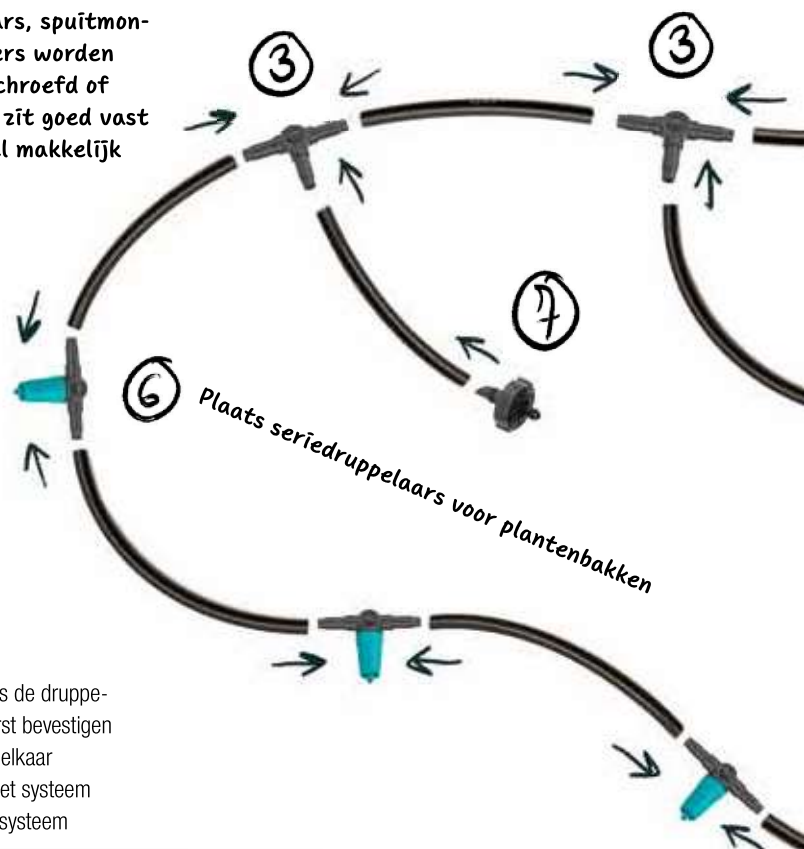 ars, spuitmon-
ers worden
chroefd of
zit goed vast
l makkelijk
3
3
7
6
Plaats seriedruppelaars voor plantenbakken
s de druppe-
rst bevestigen
elkaar
et systeem
systeem